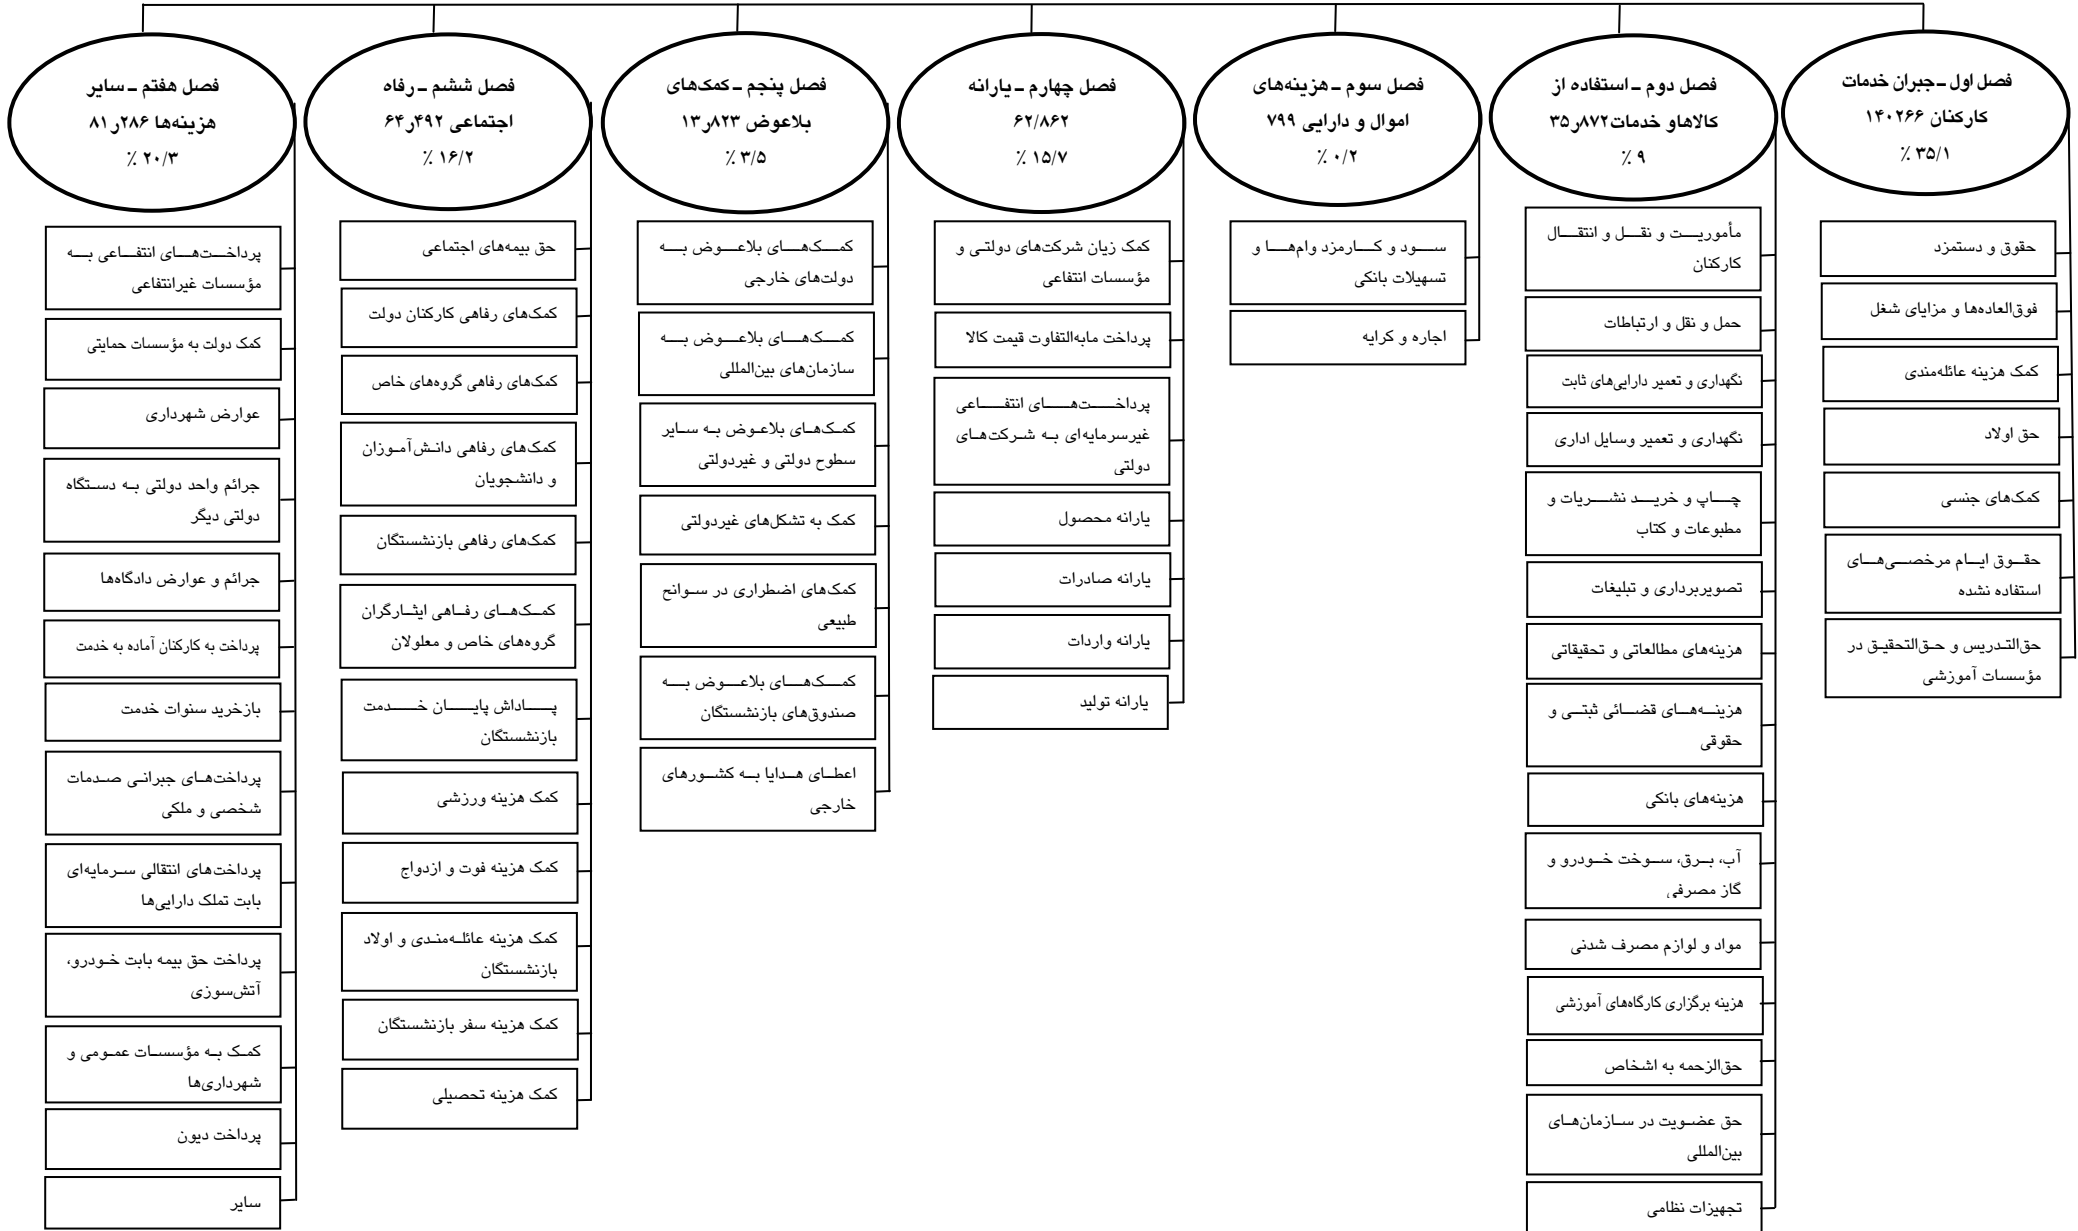 فصل اول ـ جبران خدمات
کارکنان ۱۴۰۲۶۶
۳۵/۱ ٪
حقوق و دستمزد
فوق‌العاده‌ها و مزایای شغل
کمک هزینه عائله‌مندی
حق اولاد
کمک‌های جنسی
حقوق ایام مرخصی‌های
استفاده نشده
حق‌التدریس و حق‌التحقیق در
مؤسسات آموزشی
فصل دوم ـ استفاده از
کالاهاو خدمات۳۵٫۸۷۲
۹ ٪
مأموریت و نقل و انتقال
کارکنان
حمل و نقل و ارتباطات
نگهداری و تعمیر دارایی‌های ثابت
نگهداری و تعمیر وسایل اداری
چاپ و خرید نشریات و
مطبوعات و کتاب
تصویربرداری و تبلیغات
هزینه‌های مطالعاتی و تحقیقاتی
هزینه‌های قضائی ثبتی و
حقوقی
هزینه‌های بانکی
آب، برق، سوخت خودرو و
گاز مصرفی
مواد و لوازم مصرف شدنی
هزینه برگزاری کارگاه‌های آموزشی
حق‌الزحمه به اشخاص
حق عضویت در سازمان‌های
بین‌المللی
تجهیزات نظامی
فصل سوم ـ هزینه‌های
اموال و دارایی ۷۹۹
۰/۲ ٪
سود و کارمزد وام‌ها و
تسهیلات بانکی
اجاره و کرایه
فصل چهارم ـ یارانه
۶۲/۸۶۲
۱۵/۷ ٪
کمک زیان شرکت‌های دولتی و
مؤسسات انتفاعی
پرداخت مابه‌التفاوت قیمت کالا
پرداخت‌های انتفاعی
غیرسرمایه‌ای به شرکت‌های
دولتی
یارانه محصول
یارانه صادرات
یارانه واردات
یارانه تولید
فصل پنجم ـ کمک‌های
بلاعوض ۱۳٫۸۲۳
۳/۵ ٪
کمک‌های بلاعوض به
دولت‌های خارجی
کمک‌های بلاعوض به
سازمان‌های بین‌المللی
کمک‌های بلاعوض به سایر
سطوح دولتی و غیردولتی
کمک به تشکل‌های غیردولتی
کمک‌های اضطراری در سوانح
طبیعی
کمک‌های بلاعوض به
صندوق‌های بازنشستگان
اعطای هدایا به کشورهای
خارجی
فصل ششم ـ رفاه
اجتماعی ۶۴٫۴۹۲
۱۶/۲ ٪
حق بیمه‌های اجتماعی
کمک‌های رفاهی کارکنان دولت
کمک‌های رفاهی گروه‌های خاص
کمک‌های رفاهی دانش‌آموزان
و دانشجویان
کمک‌های رفاهی بازنشستگان
کمک‌های رفاهی ایثارگران
گروه‌های خاص و معلولان
پاداش پایان خدمت
بازنشستگان
کمک هزینه ورزشی
کمک هزینه فوت و ازدواج
کمک هزینه عائله‌مندی و اولاد
بازنشستگان
کمک هزینه سفر بازنشستگان
کمک هزینه تحصیلی
فصل هفتم ـ سایر
هزینه‌ها ۸۱٫۲۸۶
۲۰/۳ ٪
پرداخت‌های انتفاعی به
مؤسسات غیرانتفاعی
کمک دولت به مؤسسات حمایتی
عوارض شهرداری
جرائم واحد دولتی به دستگاه
دولتی دیگر
جرائم و عوارض دادگاه‌ها
پرداخت به کارکنان آماده به خدمت
بازخرید سنوات خدمت
پرداخت‌های جبرانی صدمات
شخصی و ملکی
پرداخت‌های انتقالی سرمایه‌ای
بابت تملک دارایی‌ها
پرداخت حق بیمه بابت خودرو،
آتش‌سوزی
کمک به مؤسسات عمومی و
شهرداری‌ها
پرداخت دیون
سایر